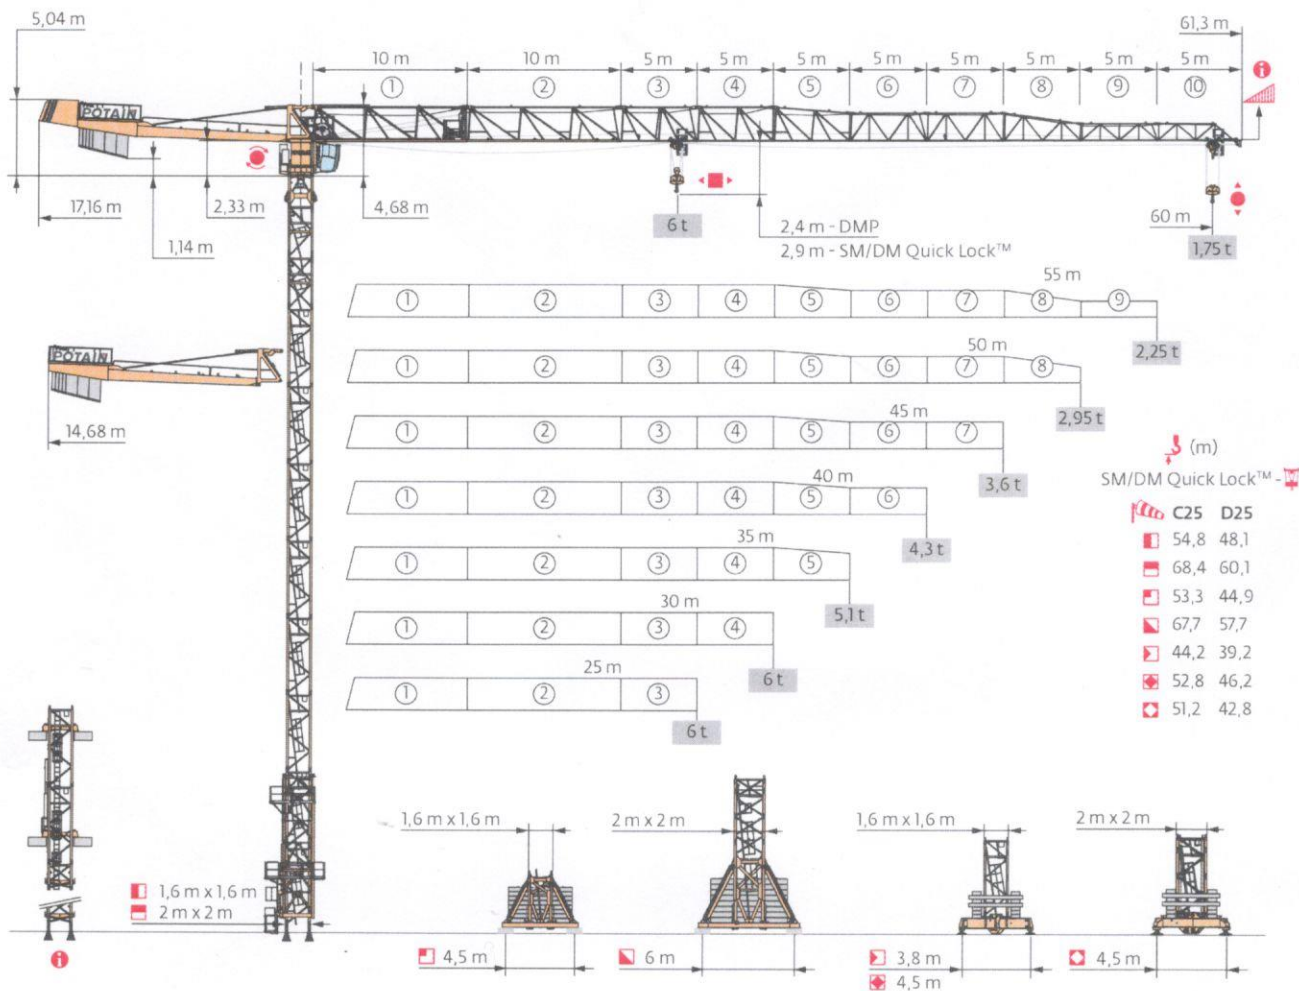 5,04 m
61,3 m
10 m 10 m 5 m 5 m 5 m 5 m 5 m 5 m 5 m 5 m
1 2 3 4 5 6 7 8 9 10
i
POTAIN
17,16 m
1,14 m
2,33 m
4,68 m
6 t
2,4 m - DMP
2,9 m - SM/DM Quick Lock™
60 m
1,75 t
55 m
1 2 3 4 5 6 7 8 9
2,25 t
50 m
1 2 3 4 5 6 7 8
2,95 t
POTAIN
14,68 m
45 m
1 2 3 4 5 6 7
3,6 t
40 m
1 2 3 4 5 6
4,3 t
35 m
1 2 3 4 5
5,1 t
30 m
1 2 3 4
6 t
25 m
1 2 3
6 t
(m)
SM/DM Quick Lock™ -
C25 D25
54,8 48,1
68,4 60,1
53,3 44,9
67,7 57,7
44,2 39,2
52,8 46,2
51,2 42,8
1,6 m x 1,6 m
2 m x 2 m
i
1,6 m x 1,6 m
4,5 m
2 m x 2 m
6 m
1,6 m x 1,6 m
3,8 m
4,5 m
2 m x 2 m
4,5 m